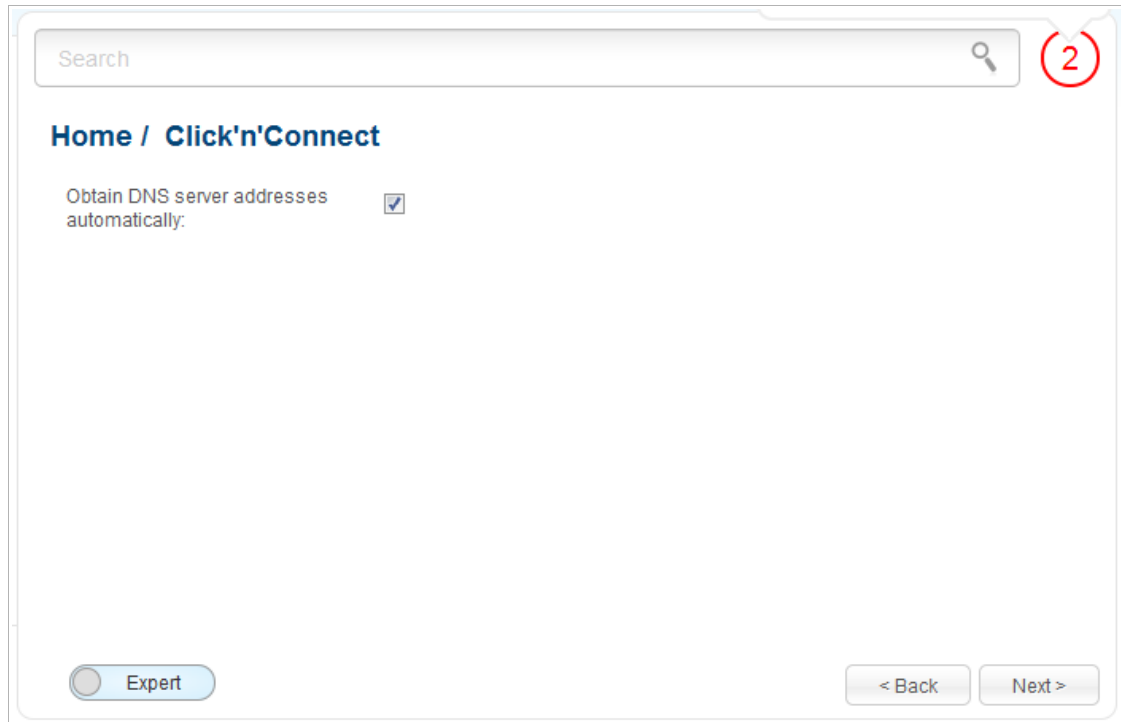 Search
2
Home / Click'n'Connect
Obtain DNS server addresses
automatically:
Expert
< Back
Next >